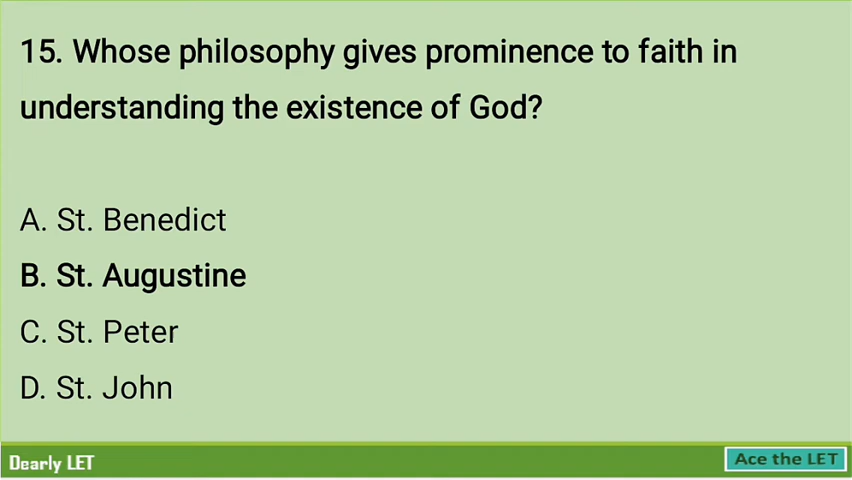 15. Whose philosophy gives prominence to faith in
understanding the existence of God?
A. St. Benedict
B. St. Augustine
C. St. Peter
D. St. John
Dearly LET
Ace the LET